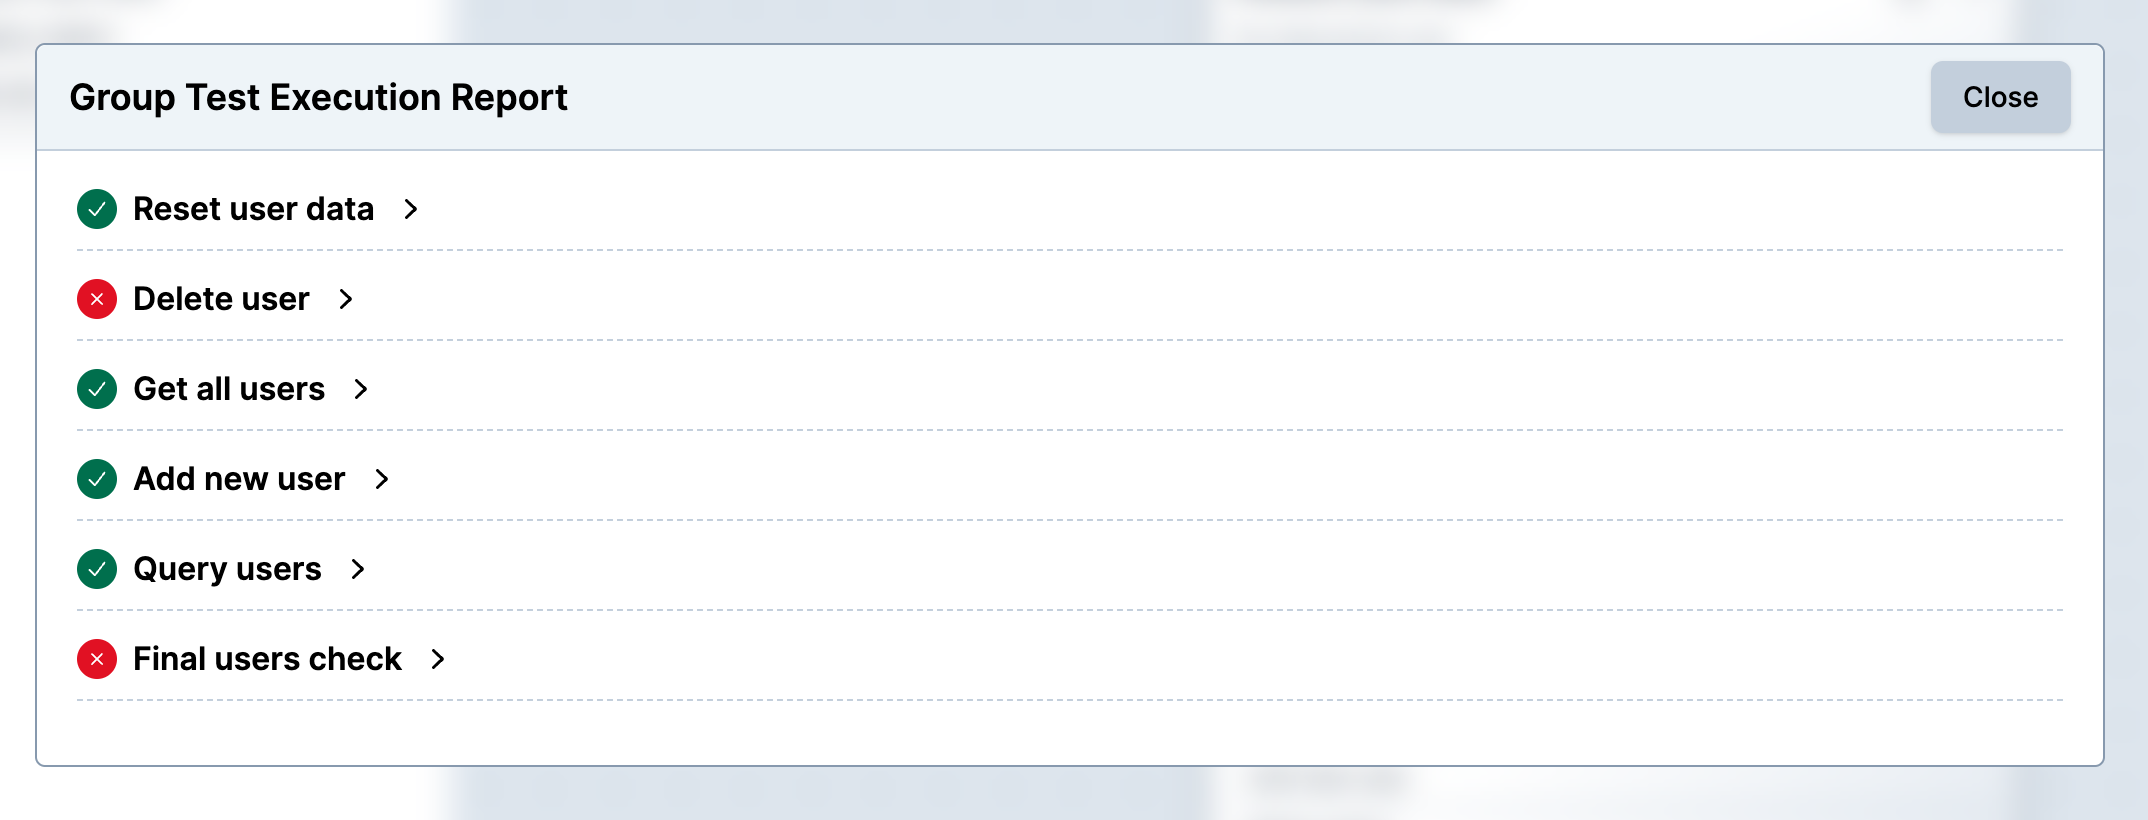 Group Test Execution Report
Close
Reset user data
Delete user
Get all users
Add new user
Query users
Final users check